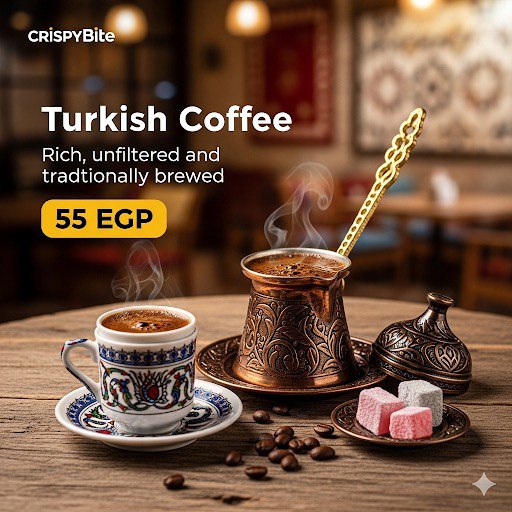 CRISPYBite
Turkish Coffee
Rich, unfiltered and
tradtionally brewed
55 EGP